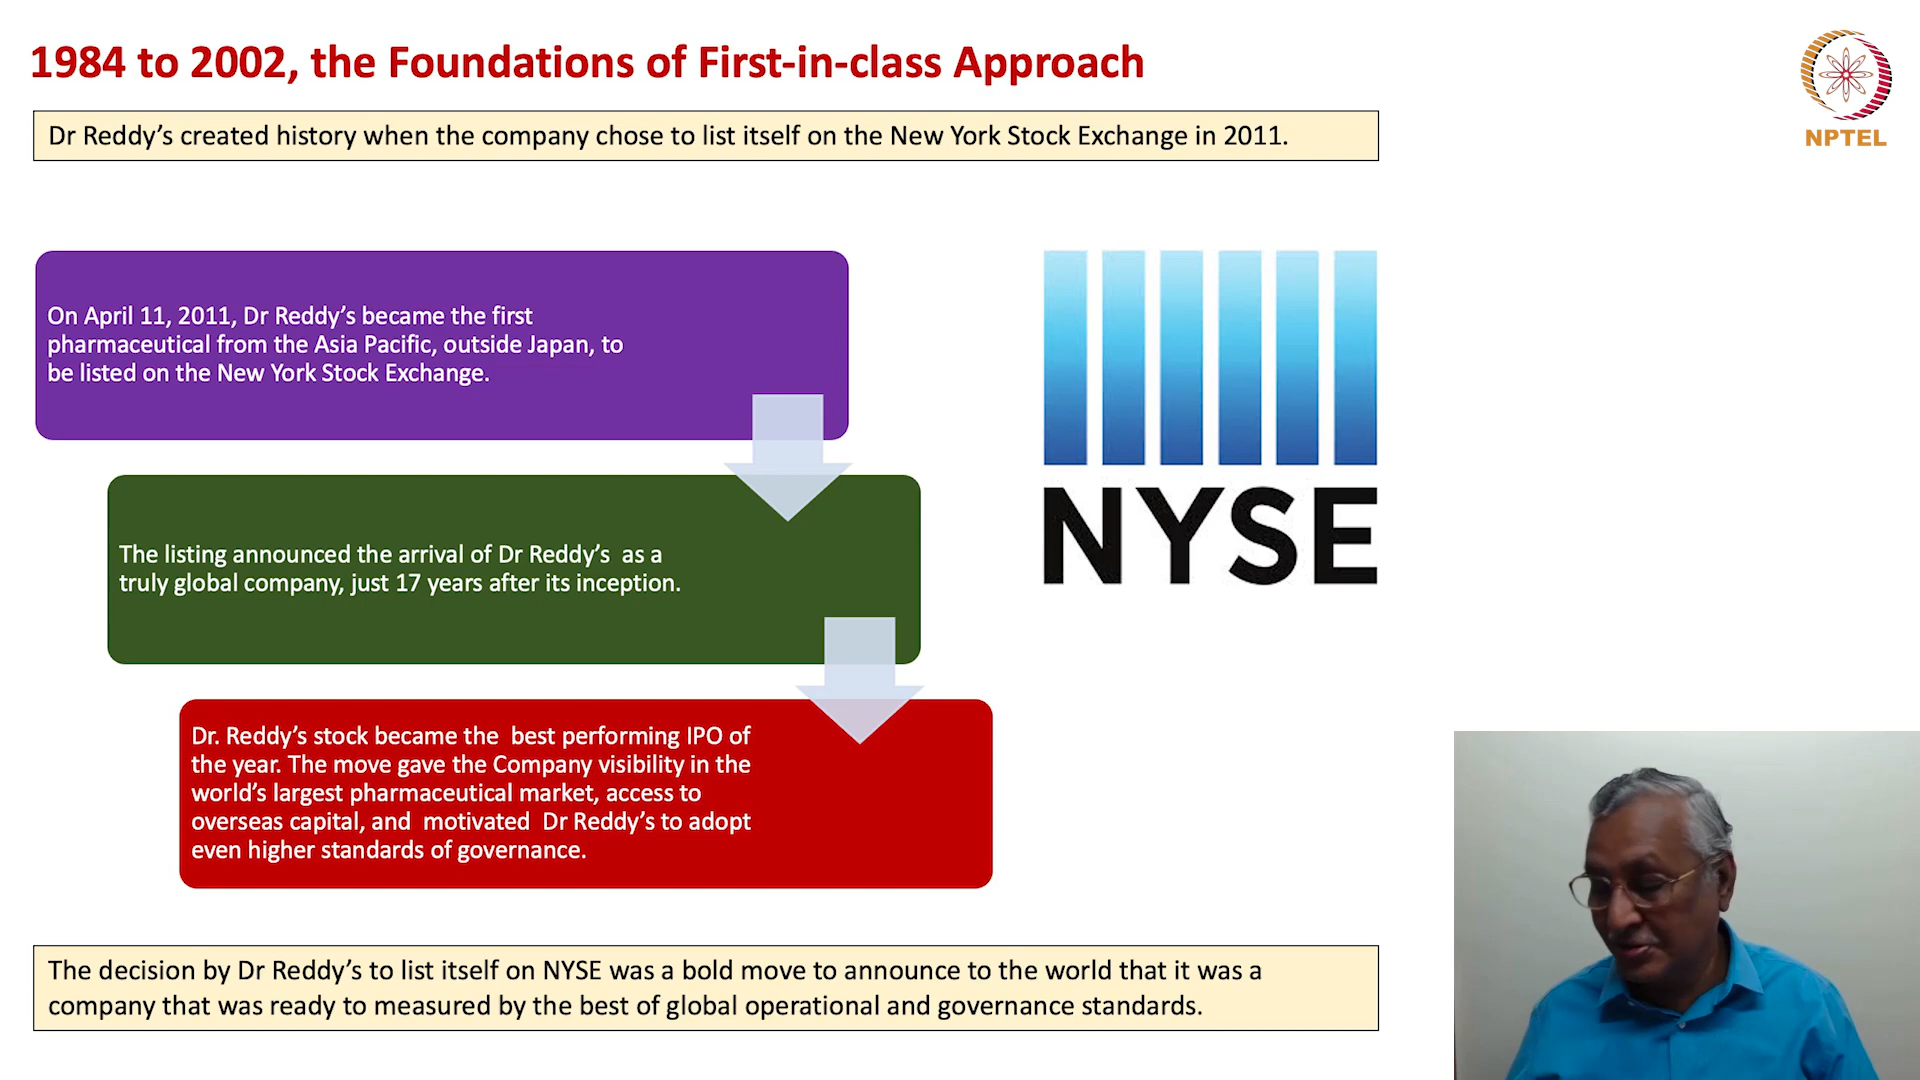 1984 to 2002, the Foundations of First-in-class Approach
NPTEL
Dr Reddy's created history when the company chose to list itself on the New York Stock Exchange in 2011.
On April 11, 2011, Dr Reddy's became the first
pharmaceutical from the Asia Pacific, outside Japan, to
be listed on the New York Stock Exchange.
NYSE
The listing announced the arrival of Dr Reddy's  as a
truly global company, just 17 years after its inception.
Dr. Reddy's stock became the  best performing IPO of
the year. The move gave the Company visibility in the
world's largest pharmaceutical market, access to
overseas capital, and  motivated  Dr Reddy's to adopt
even higher standards of governance.
The decision by Dr Reddy's to list itself on NYSE was a bold move to announce to the world that it was a
company that was ready to measured by the best of global operational and governance standards.